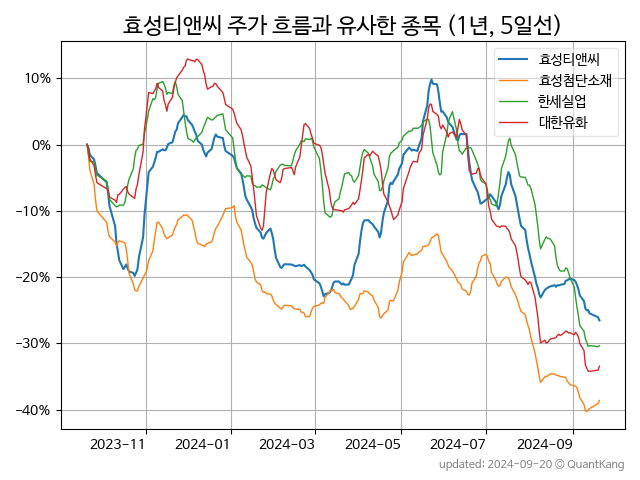 효성티앤씨 주가 흐름과 유사한 종목 (1년, 5일선)
효성티앤씨
효성첨단소재
한세실업
대한유화
10%
0%
−10%
−20%
−30%
−40%
2023-11
2024-01
2024-03
2024-05
2024-07
2024-09
updated: 2024-09-20 © QuantKang